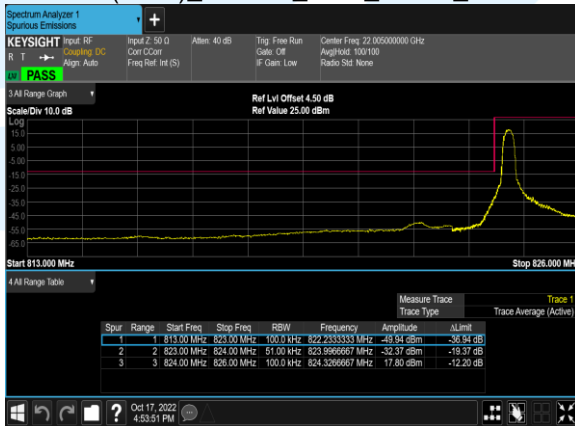 Spectrum Analyzer 1
Spurious Emissions
KEYSIGHT Input: RF Input Z: 50 Ω Atten: 40 dB Trig: Free Run Center Freq: 22.005000000 GHz
R T Coupling: DC Corr CCorr Gate: Off Avg|Hold: 100/100
Align: Auto Freq Ref: Int (S) IF Gain: Low Radio Std: None
PASS
3 All Range Graph
Ref Lvl Offset 4.50 dB
Scale/Div 10.0 dB Ref Value 25.00 dBm
Log
15.0
5.00
-5.00
-15.0
-25.0
-35.0
-45.0
-55.0
-65.0
Start 813.000 MHz Stop 826.000 MH
4 All Range Table
Measure Trace Trace 1
Trace Type Trace Average (Active)
Spur Range Start Freq Stop Freq RBW Frequency Amplitude ΔLimit
1 1 813.00 MHz 823.00 MHz 100.0 kHz 822.2333333 MHz -49.94 dBm -36.94 dB
2 2 823.00 MHz 824.00 MHz 51.00 kHz 823.9966667 MHz -32.37 dBm -19.37 dB
3 3 824.00 MHz 826.00 MHz 100.0 kHz 824.3266667 MHz 17.80 dBm -12.20 dB
Oct 17, 2022
4:53:51 PM